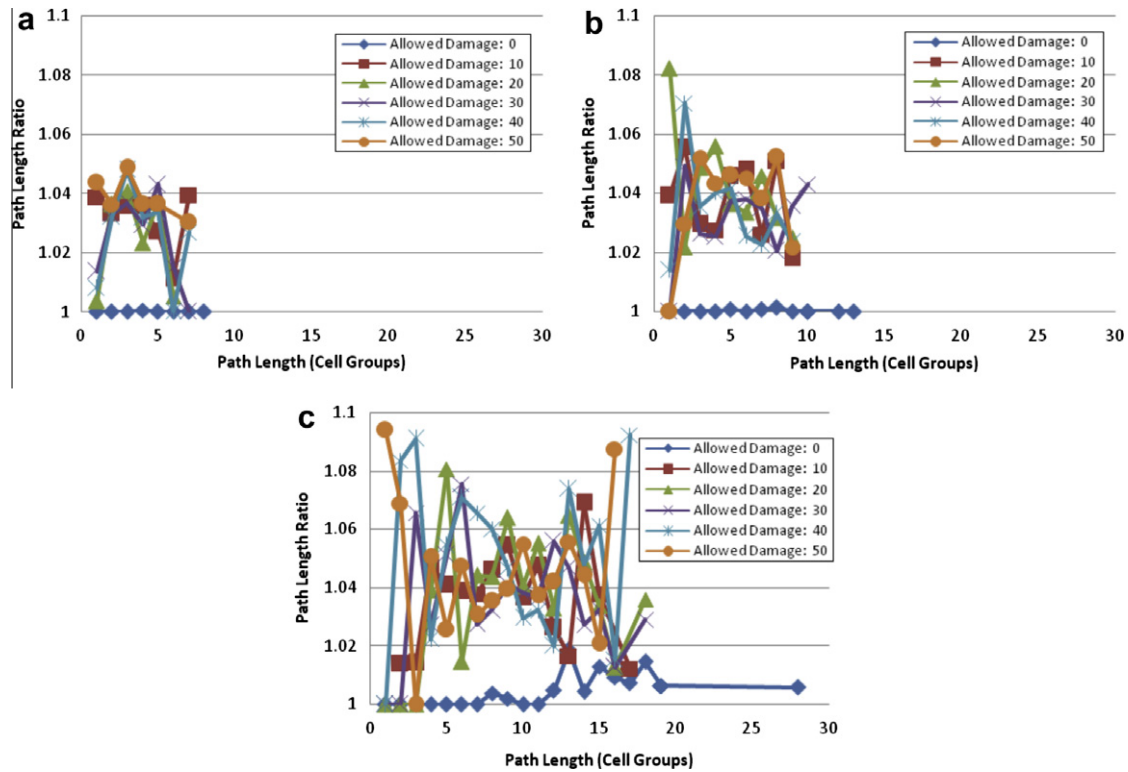 a
1.1
1.08
1.06
1.04
1.02
1
Path Length Ratio
0 5 10 15 20 25 30
Path Length (Cell Groups)
Allowed Damage: 0
Allowed Damage: 10
Allowed Damage: 20
Allowed Damage: 30
Allowed Damage: 40
Allowed Damage: 50
b
1.1
1.08
1.06
1.04
1.02
1
Path Length Ratio
0 5 10 15 20 25 30
Path Length (Cell Groups)
Allowed Damage: 0
Allowed Damage: 10
Allowed Damage: 20
Allowed Damage: 30
Allowed Damage: 40
Allowed Damage: 50
c
1.1
1.08
1.06
1.04
1.02
1
Path Length Ratio
0 5 10 15 20 25 30
Path Length (Cell Groups)
Allowed Damage: 0
Allowed Damage: 10
Allowed Damage: 20
Allowed Damage: 30
Allowed Damage: 40
Allowed Damage: 50